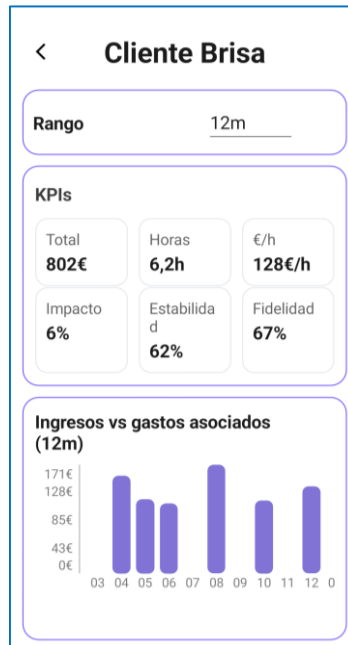 Cliente Brisa
Rango 12m
KPIs
Total Horas €/h
802€ 6,2h 128€/h
Impacto Estabilida Fidelidad
6% d 67%
62%
Ingresos vs gastos asociados
(12m)
171€
128€
85€
43€
0€
03 04 05 06 07 08 09 10 11 12 0